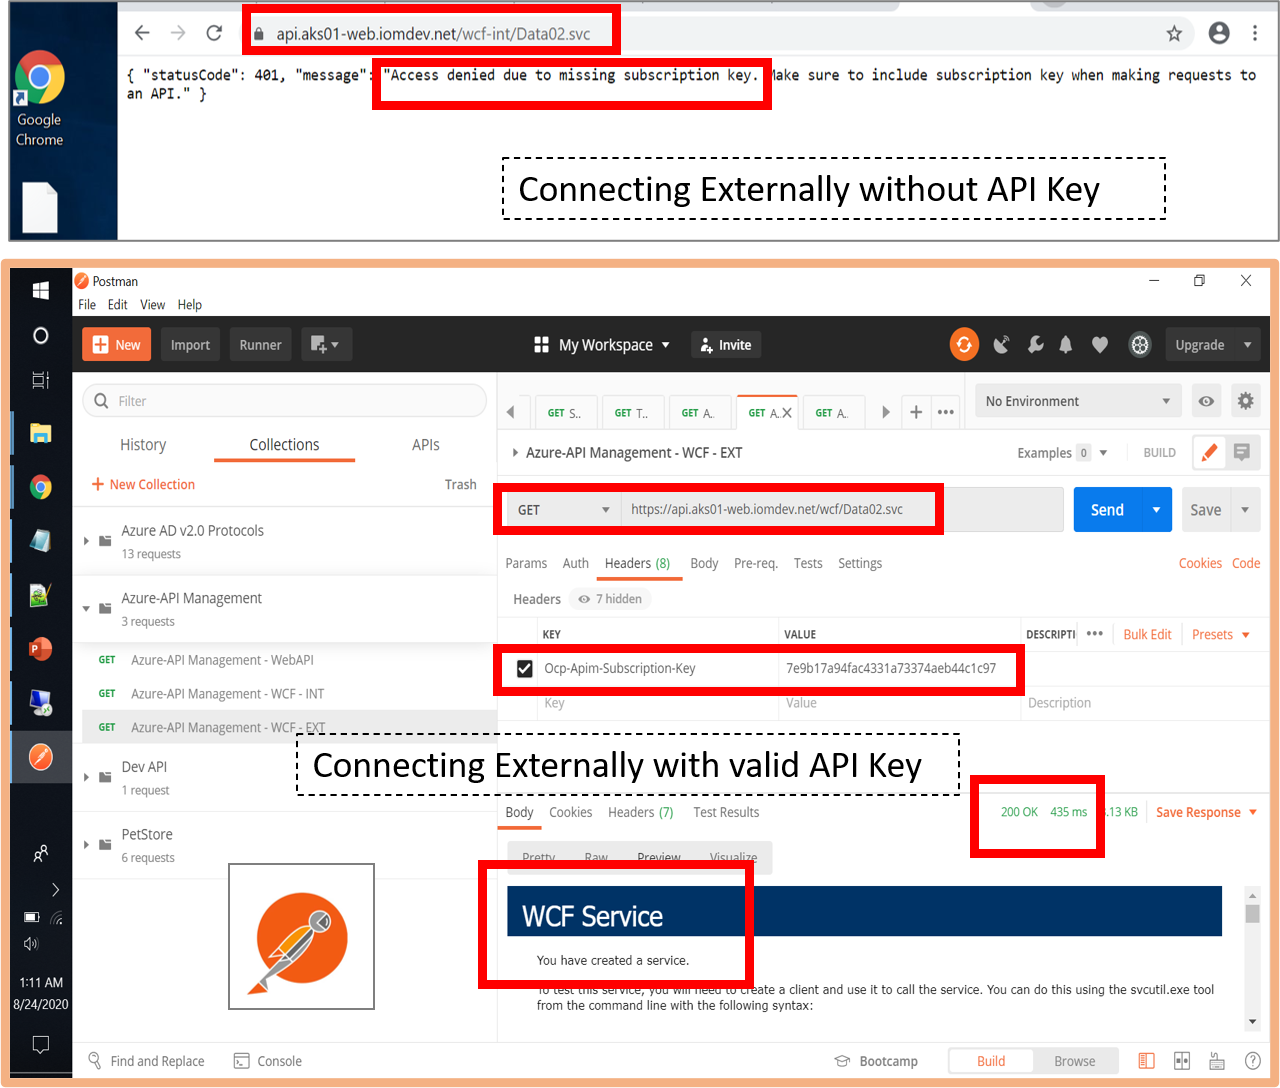 api.aks01-web.iomdev.net/wcf-int/Data02.svc
{ "statusCode": 401, "message": "Access denied due to missing subscription key. Make sure to include subscription key when making requests to
an API." }
Google
Chrome
Connecting Externally without API Key
Postman
File Edit View Help
New Import Runner My Workspace Invite Upgrade
Filter
GET S.. GET T.. GET A.. GET A.. GET A.. No Environment
History Collections APIs
Azure-API Management - WCF - EXT Examples 0 BUILD
New Collection Trash
GET https://api.aks01-web.iomdev.net/wcf/Data02.svc Send Save
Azure AD v2.0 Protocols
13 requests
Params Auth Headers (8) Body Pre-req. Tests Settings Cookies Code
Azure-API Management
3 requests
Headers 7 hidden
KEY VALUE DESCRIPTI Bulk Edit Presets
GET Azure-API Management - WebAPI
Ocp-Apim-Subscription-Key 7e9b17a94fac4331a73374aeb44c1c97
GET Azure-API Management - WCF - INT
Key Value Description
GET Azure-API Management - WCF - EXT
Connecting Externally with valid API Key
Dev API
1 request
Body Cookies Headers (7) Test Results 200 OK 435 ms .13 KB Save Response
PetStore
6 requests
Pretty Raw Preview Visualize
WCF Service
You have created a service.
To test this service, you will need to create a client and use it to call the service. You can do this using the svcutil.exe tool
from the command line with the following syntax:
1:11 AM
8/24/2020
Find and Replace Console Bootcamp Build Browse